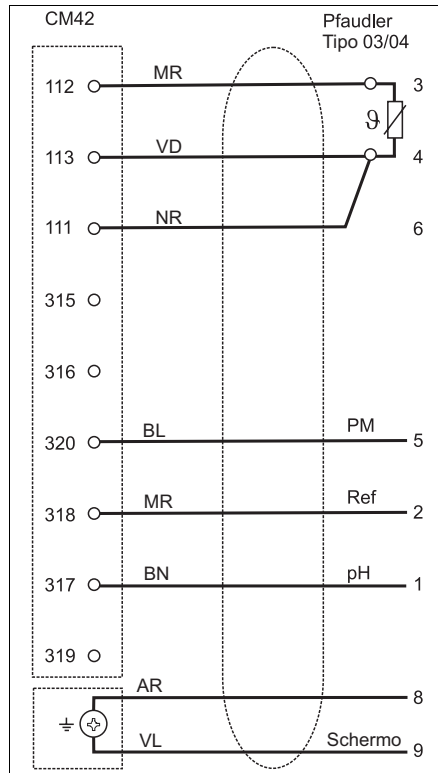 CM42
Pfaudler
Tipo 03/04
112 MR 3
ϑ
113 VD 4
111 NR 6
315
316
320 BL PM 5
318 MR Ref 2
317 BN pH 1
319
AR 8
VL Schermo 9